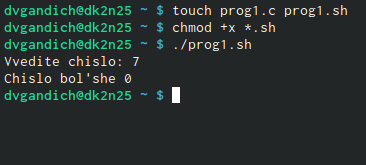 dvgandich@dk2n25 ~ $ touch prog1.c prog1.sh
dvgandich@dk2n25 ~ $ chmod +x *.sh
dvgandich@dk2n25 ~ $ ./prog1.sh
Vvedite chislo: 7
Chislo bol'she 0
dvgandich@dk2n25 ~ $